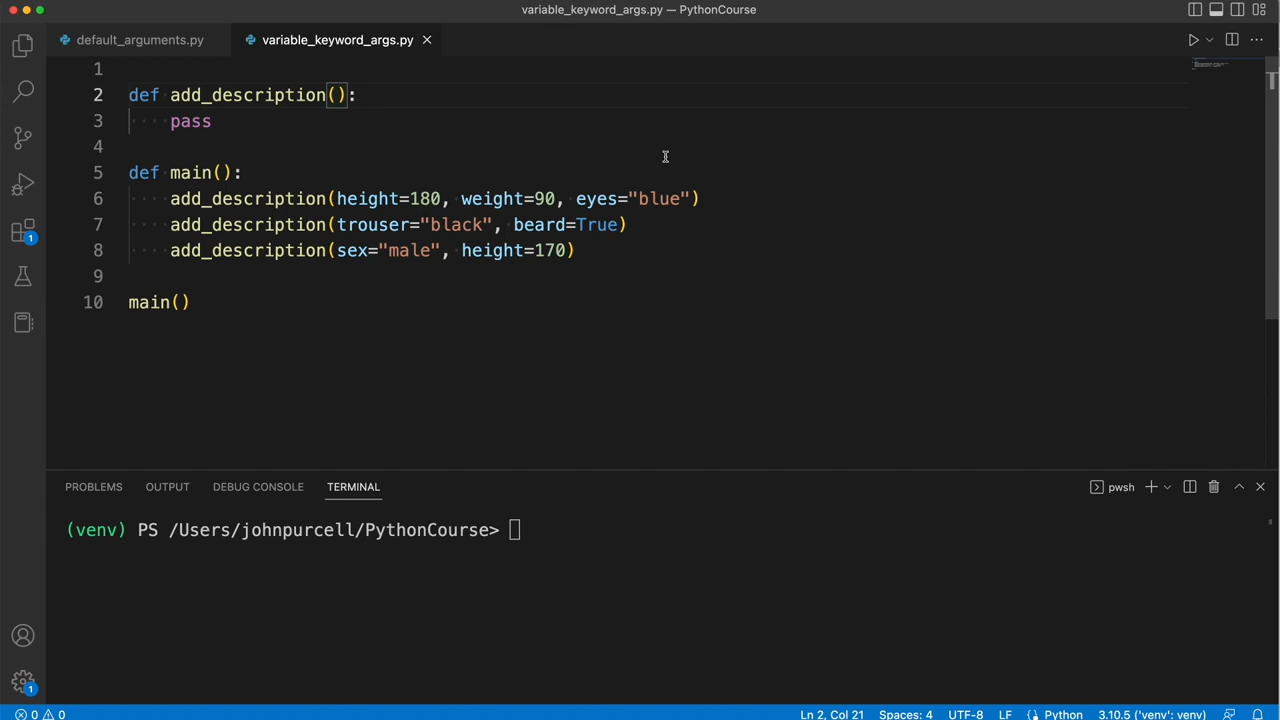 variable_keyword_args.py — PythonCourse
default_arguments.py
variable_keyword_args.py
1
2 def add_description():
3 pass
4
5 def main():
6 add_description(height=180, weight=90, eyes="blue")
7 add_description(trouser="black", beard=True)
8 add_description(sex="male", height=170)
9
10 main()
1
1
PROBLEMS OUTPUT DEBUG CONSOLE TERMINAL
pwsh
(venv) PS /Users/johnpurcell/PythonCourse>
0 0 Ln 2, Col 21 Spaces: 4 UTF-8 LF Python 3.10.5 ('venv': venv)